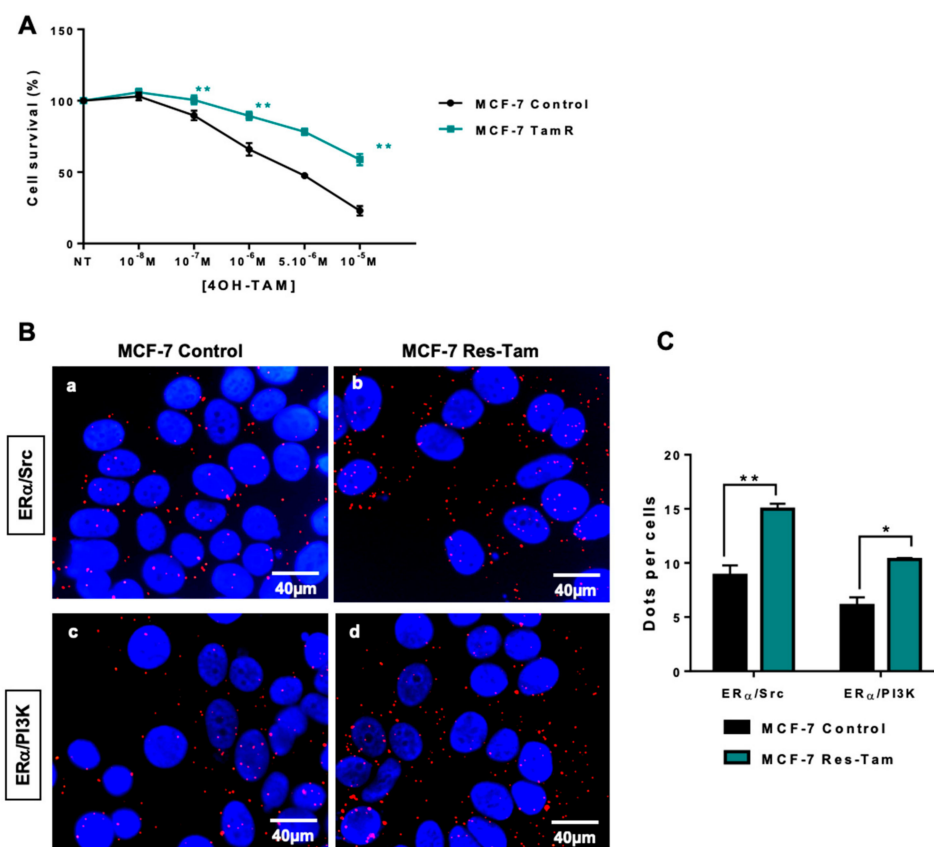 A
150
100
50
0
Cell survival (%)
**
**
**
NT
10⁻⁸M
10⁻⁷M
10⁻⁶M
5.10⁻⁶M
10⁻⁵M
[4OH-TAM]
MCF-7 Control
MCF-7 TamR
B
MCF-7 Control
MCF-7 Res-Tam
ERα/Src
a
40µm
b
40µm
ERα/PI3K
c
40µm
d
40µm
C
20
15
10
5
0
Dots per cells
**
*
ERα/Src
ERα/PI3K
MCF-7 Control
MCF-7 Res-Tam